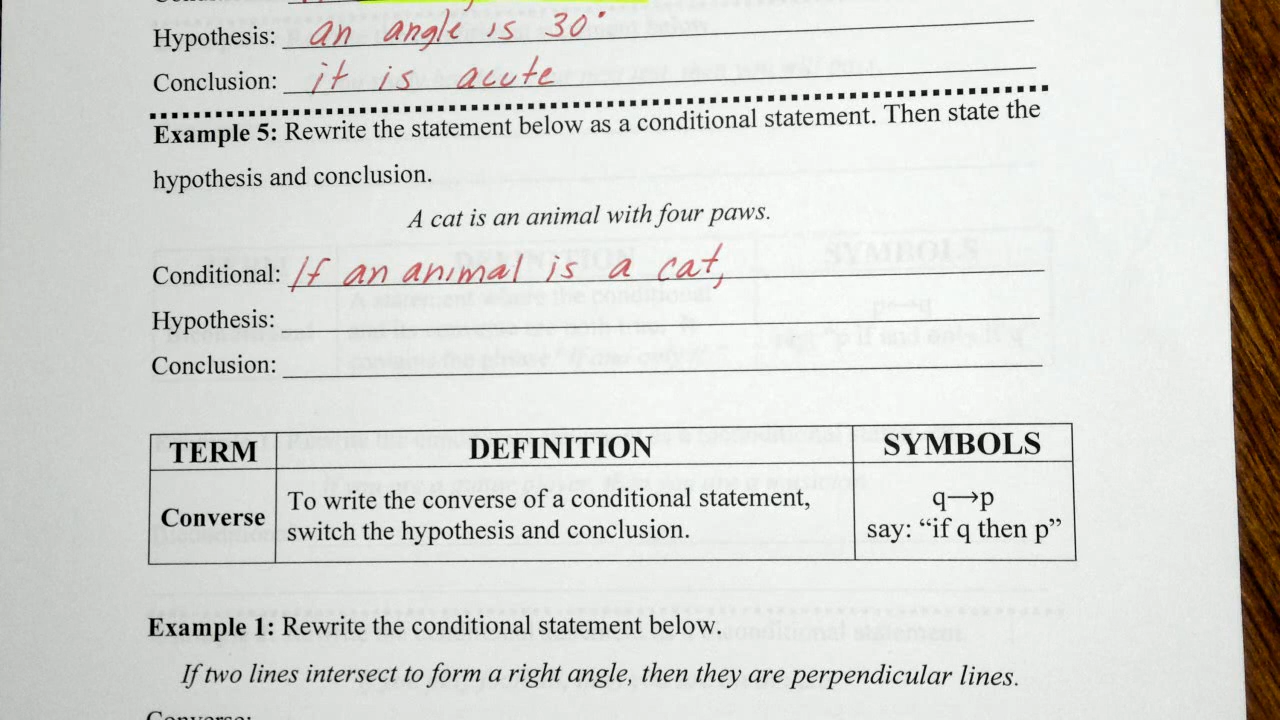 Hypothesis: an angle is 30°
Conclusion: it is acute
Example 5: Rewrite the statement below as a conditional statement. Then state the
hypothesis and conclusion.
A cat is an animal with four paws.
Conditional: If an animal is a cat,
Hypothesis:
Conclusion:
TERM DEFINITION SYMBOLS
Converse To write the converse of a conditional statement, switch the hypothesis and conclusion. q→p say: "if q then p"
Example 1: Rewrite the conditional statement below.
If two lines intersect to form a right angle, then they are perpendicular lines.
Converse: